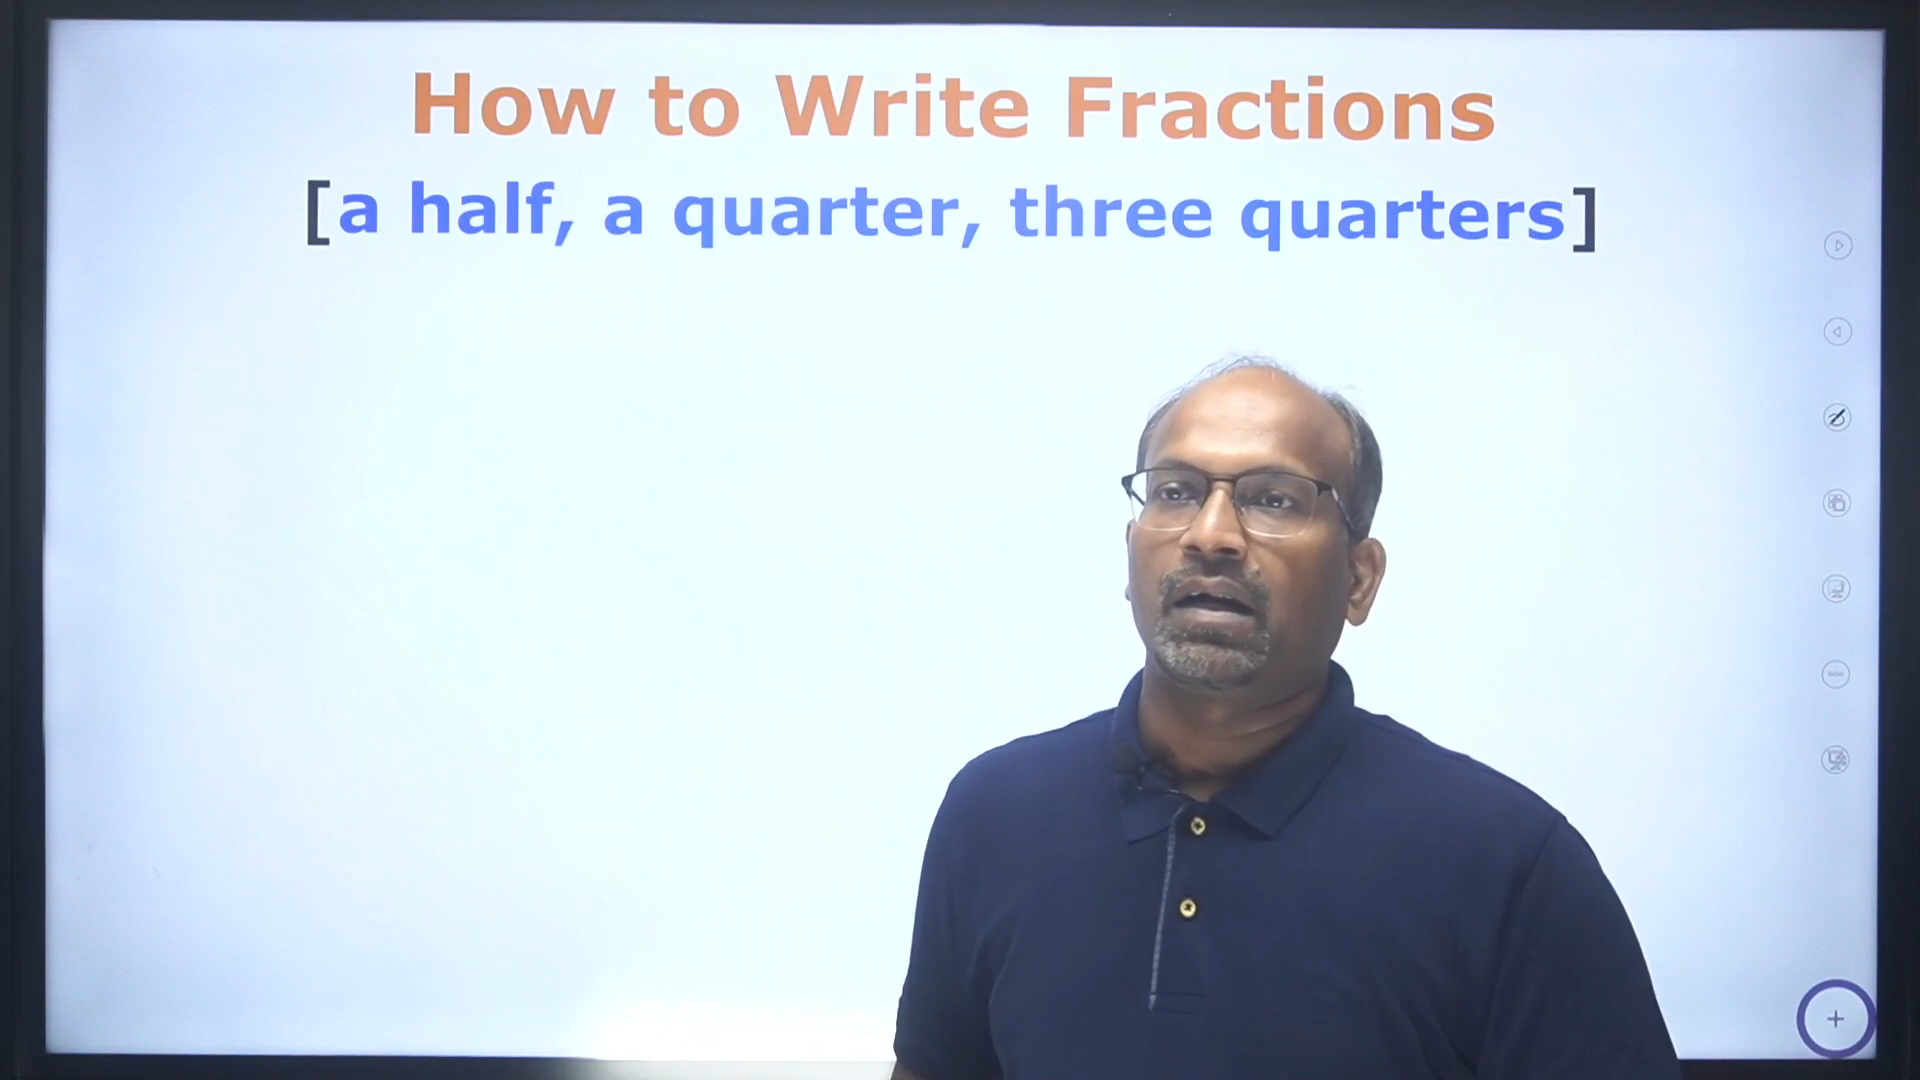 How to Write Fractions
[a half, a quarter, three quarters]